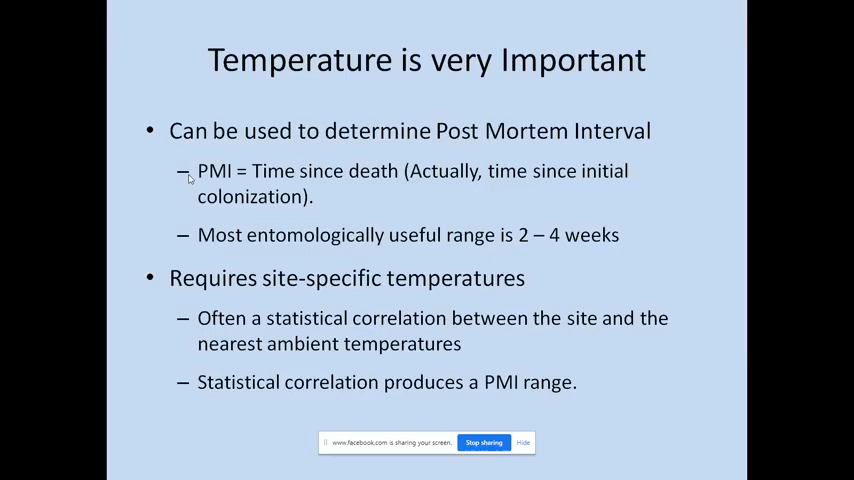 Temperature is very Important
• Can be used to determine Post Mortem Interval
– PMI = Time since death (Actually, time since initial
colonization).
– Most entomologically useful range is 2 – 4 weeks
• Requires site-specific temperatures
– Often a statistical correlation between the site and the
nearest ambient temperatures
– Statistical correlation produces a PMI range.
www.facebook.com is sharing your screen. Stop sharing Hide